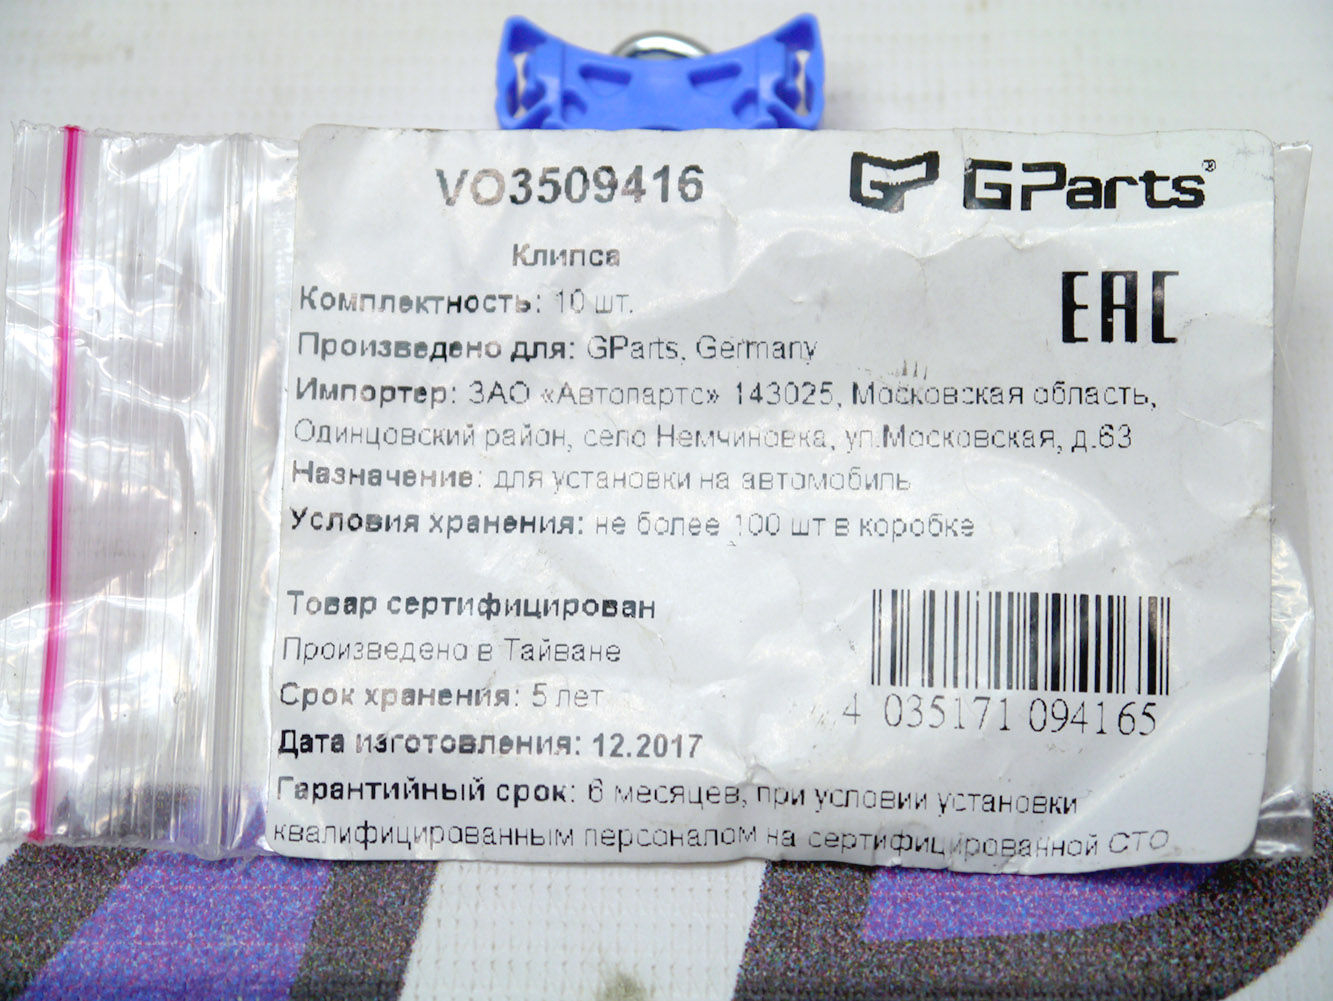 VO3509416
GParts®
Клипса
EAC
Комплектность: 10 шт.
Произведено для: GParts, Germany
Импортер: ЗАО «Автопартс» 143025, Московская область,
Одинцовский район, село Немчиновка, ул.Московская, д.63
Назначение: для установки на автомобиль
Условия хранения: не более 100 шт в коробке
Товар сертифицирован
Произведено в Тайване
Срок хранения: 5 лет
4 035171 094165
Дата изготовления: 12.2017
Гарантийный срок: 6 месяцев, при условии установки
квалифицированным персоналом на сертифицированной СТО